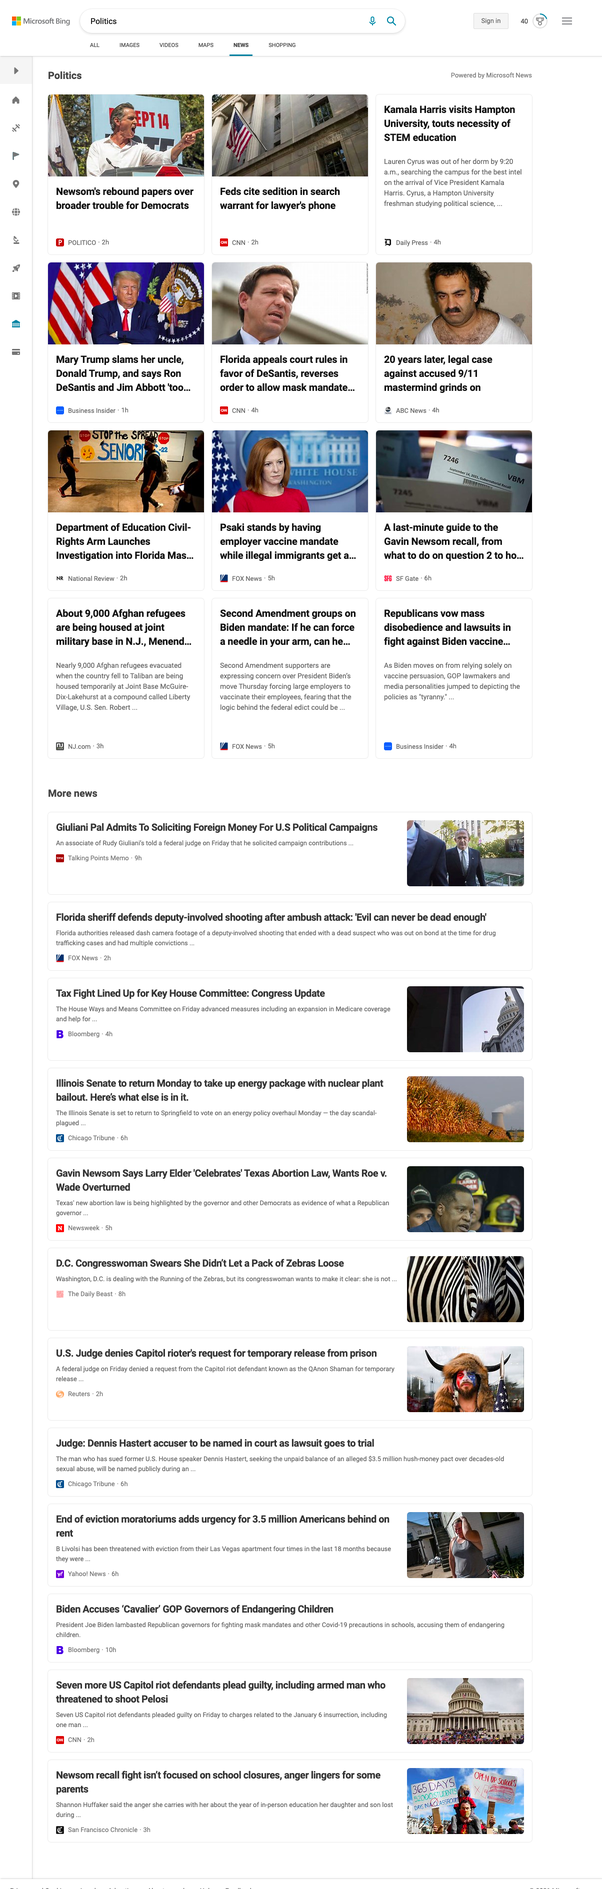 Microsoft Bing
Politics
Sign in
40
ALL
IMAGES
VIDEOS
MAPS
NEWS
SHOPPING
Politics
Powered by Microsoft News
Newsom's rebound papers over
broader trouble for Democrats
POLITICO · 2h
Feds cite sedition in search
warrant for lawyer's phone
CNN · 2h
Kamala Harris visits Hampton
University, touts necessity of
STEM education
Lauren Cyrus was out of her dorm by 9:20
a.m., searching the campus for the best intel
on the arrival of Vice President Kamala
Harris. Cyrus, a Hampton University
freshman studying political science, ...
Daily Press · 4h
Mary Trump slams her uncle,
Donald Trump, and says Ron
DeSantis and Jim Abbott 'too...
Business Insider · 1h
Florida appeals court rules in
favor of DeSantis, reverses
order to allow mask mandate...
CNN · 4h
20 years later, legal case
against accused 9/11
mastermind grinds on
ABC News · 4h
STOP the SPREAD
SENIOR
-22
Department of Education Civil-
Rights Arm Launches
Investigation into Florida Mas...
National Review · 2h
WHITE HOUSE
WASHINGTON
Psaki stands by having
employer vaccine mandate
while illegal immigrants get a...
FOX News · 5h
7246
7245
VBM
A last-minute guide to the
Gavin Newsom recall, from
what to do on question 2 to ho...
SF Gate · 6h
About 9,000 Afghan refugees
are being housed at joint
military base in N.J., Menend...
Nearly 9,000 Afghan refugees evacuated
when the country fell to Taliban are being
housed temporarily at Joint Base McGuire-
Dix-Lakehurst at a compound called Liberty
Village, U.S. Sen. Robert ...
NJ.com · 3h
Second Amendment groups on
Biden mandate: If he can force
a needle in your arm, can he...
Second Amendment supporters are
expressing concern over President Biden's
move Thursday forcing large employers to
vaccinate their employees, fearing that the
logic behind the federal edict could be ...
FOX News · 5h
Republicans vow mass
disobedience and lawsuits in
fight against Biden vaccine...
As Biden moves on from relying solely on
vaccine persuasion, GOP lawmakers and
media personalities jumped to depicting the
policies as "tyranny." ...
Business Insider · 4h
More news
Giuliani Pal Admits To Soliciting Foreign Money For U.S Political Campaigns
An associate of Rudy Giuliani's told a federal judge on Friday that he solicited campaign contributions ...
Talking Points Memo · 9h
Florida sheriff defends deputy-involved shooting after ambush attack: 'Evil can never be dead enough'
Florida authorities released dash camera footage of a deputy-involved shooting that ended with a dead suspect who was out on bond at the time for drug
trafficking cases and had multiple convictions ...
FOX News · 2h
Tax Fight Lined Up for Key House Committee: Congress Update
The House Ways and Means Committee on Friday advanced measures including an expansion in Medicare coverage
and help for ...
Bloomberg · 4h
Illinois Senate to return Monday to take up energy package with nuclear plant
bailout. Here's what else is in it.
The Illinois Senate is set to return to Springfield to vote on an energy policy overhaul Monday — the day scandal-
plagued ...
Chicago Tribune · 6h
Gavin Newsom Says Larry Elder 'Celebrates' Texas Abortion Law, Wants Roe v.
Wade Overturned
Texas' new abortion law is being highlighted by the governor and other Democrats as evidence of what a Republican
governor ...
Newsweek · 5h
D.C. Congresswoman Swears She Didn't Let a Pack of Zebras Loose
Washington, D.C. is dealing with the Running of the Zebras, but its congresswoman wants to make it clear: she is not ...
The Daily Beast · 8h
U.S. Judge denies Capitol rioter's request for temporary release from prison
A federal judge on Friday denied a request from the Capitol riot defendant known as the QAnon Shaman for temporary
release ...
Reuters · 2h
Judge: Dennis Hastert accuser to be named in court as lawsuit goes to trial
The man who has sued former U.S. House speaker Dennis Hastert, seeking the unpaid balance of an alleged $3.5 million hush-money pact over decades-old
sexual abuse, will be named publicly during an ...
Chicago Tribune · 6h
End of eviction moratoriums adds urgency for 3.5 million Americans behind on
rent
B Livolsi has been threatened with eviction from their Las Vegas apartment four times in the last 18 months because
they were ...
Yahoo! News · 6h
Biden Accuses ‘Cavalier’ GOP Governors of Endangering Children
President Joe Biden lambasted Republican governors for fighting mask mandates and other Covid-19 precautions in schools, accusing them of endangering
children.
Bloomberg · 10h
Seven more US Capitol riot defendants plead guilty, including armed man who
threatened to shoot Pelosi
Seven US Capitol riot defendants pleaded guilty on Friday to charges related to the January 6 insurrection, including
one man ...
CNN · 2h
Newsom recall fight isn't focused on school closures, anger lingers for some
parents
Shannon Huffaker said the anger she carries with her about the year of in-person education her daughter and son lost
during ...
San Francisco Chronicle · 3h
365 DAYS
OPEN UP SCHOOLS